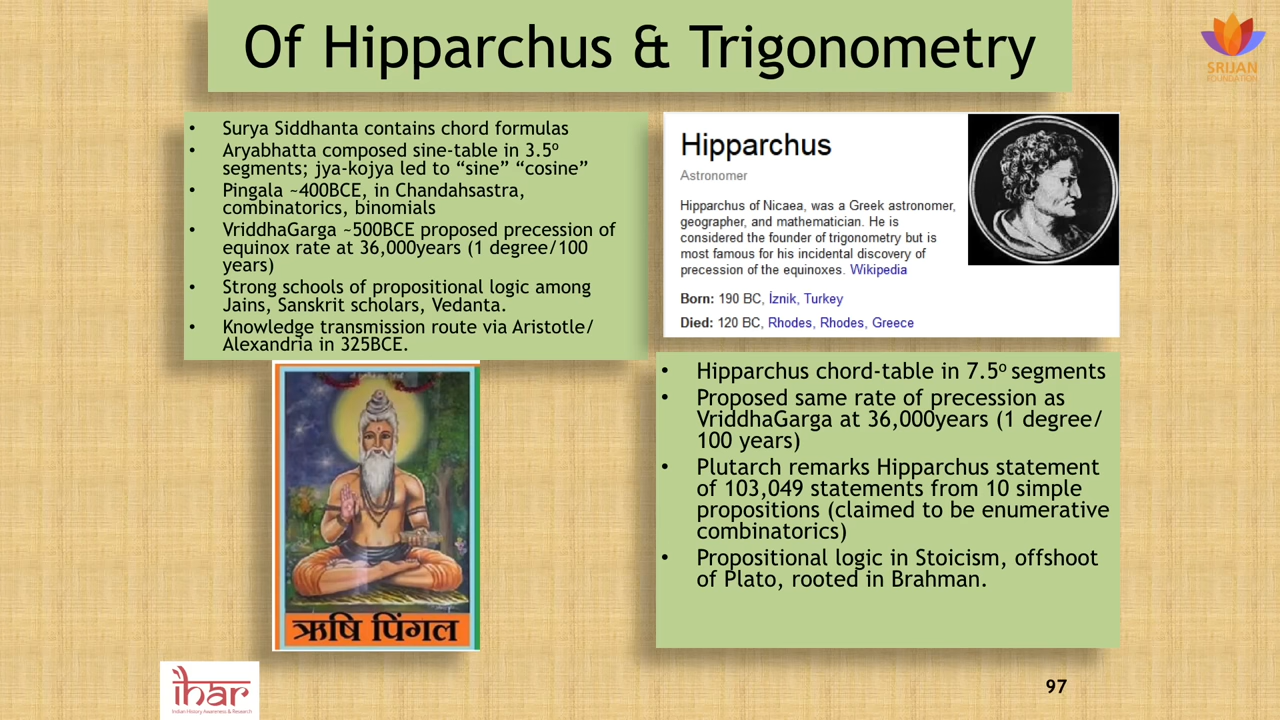 Of Hipparchus & Trigonometry
SRIJAN
FOUNDATION
• Surya Siddhanta contains chord formulas
• Aryabhatta composed sine-table in 3.5º
segments; jya-kojya led to “sine” “cosine”
• Pingala ~400BCE, in Chandahsastra,
combinatorics, binomials
• VriddhaGarga ~500BCE proposed precession of
equinox rate at 36,000years (1 degree/100
years)
• Strong schools of propositional logic among
Jains, Sanskrit scholars, Vedanta.
• Knowledge transmission route via Aristotle/
Alexandria in 325BCE.
Hipparchus
Astronomer
Hipparchus of Nicaea, was a Greek astronomer,
geographer, and mathematician. He is
considered the founder of trigonometry but is
most famous for his incidental discovery of
precession of the equinoxes. Wikipedia
Born: 190 BC, İznik, Turkey
Died: 120 BC, Rhodes, Rhodes, Greece
• Hipparchus chord-table in 7.5º segments
• Proposed same rate of precession as
VriddhaGarga at 36,000years (1 degree/
100 years)
• Plutarch remarks Hipparchus statement
of 103,049 statements from 10 simple
propositions (claimed to be enumerative
combinatorics)
• Propositional logic in Stoicism, offshoot
of Plato, rooted in Brahman.
ऋषि पिंगल
ihar
Indian History Awareness & Research
97